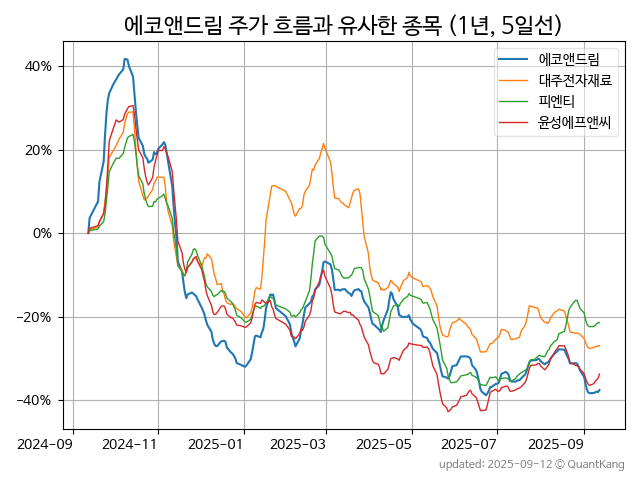 에코앤드림 주가 흐름과 유사한 종목 (1년, 5일선)
에코앤드림
대주전자재료
피엔티
윤성에프앤씨
40%
20%
0%
−20%
−40%
2024-09 2024-11 2025-01 2025-03 2025-05 2025-07 2025-09
updated: 2025-09-12 © QuantKang